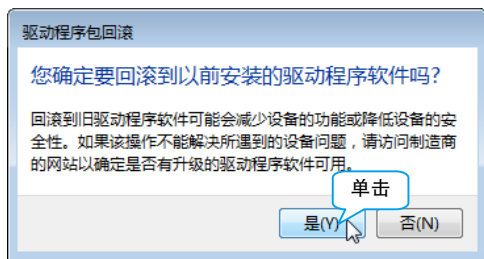 驱动程序包回滚
您确定要回滚到以前安装的驱动程序软件吗?
回滚到旧驱动程序软件可能会减少设备的功能或降低设备的安
全性。如果该操作不能解决所遇到的设备问题，请访问制造商
的网站以确定是否有升级的驱动程序软件可用。
单击
是(Y) 否(N)